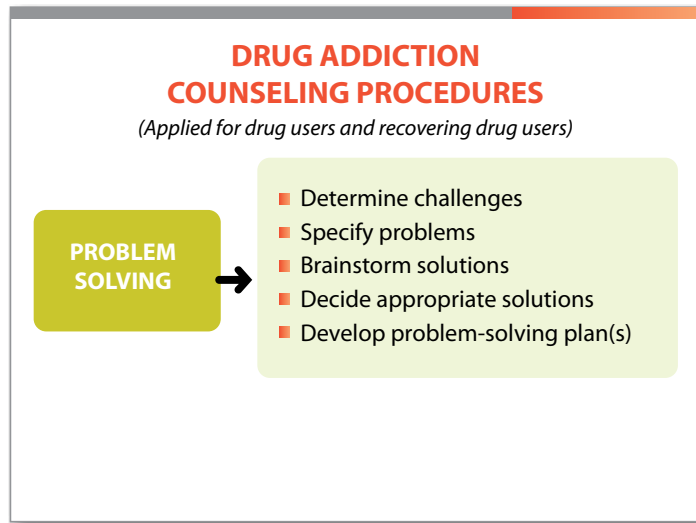 DRUG ADDICTION
COUNSELING PROCEDURES
(Applied for drug users and recovering drug users)
PROBLEM
SOLVING
Determine challenges
Specify problems
Brainstorm solutions
Decide appropriate solutions
Develop problem-solving plan(s)